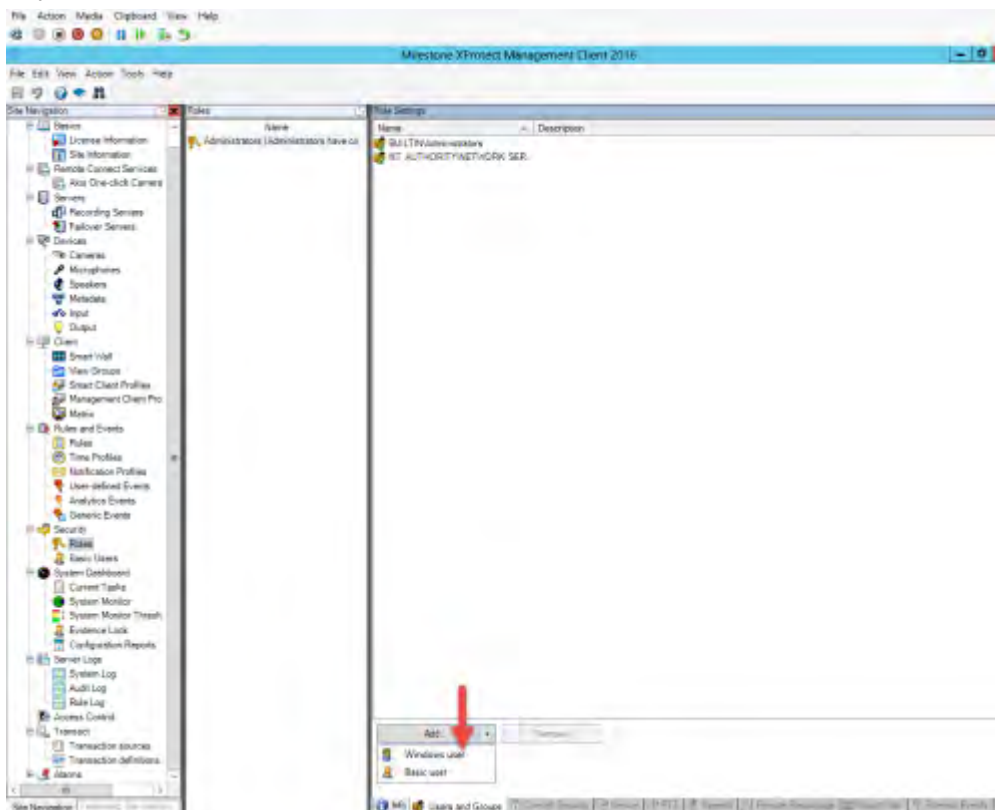 File Action Media Clipboard View Help
Milestone XProtect Management Client 2016
File Edit View Action Tools Help
Site Navigation
Roles
Role Settings
Name
Name
Description
Administrators (Administrators have co
BUILTIN\Administrators
NT AUTHORITY\NETWORK SER...
Basics
License Information
Site Information
Remote Connect Services
Axis One-click Camera
Servers
Recording Servers
Failover Servers
Devices
Cameras
Microphones
Speakers
Metadata
Input
Output
Client
Smart Wall
View Groups
Smart Client Profiles
Management Client Pro
Matrix
Rules and Events
Rules
Time Profiles
Notification Profiles
User-defined Events
Analytics Events
Generic Events
Security
Roles
Basic Users
System Dashboard
Current Tasks
System Monitor
System Monitor Thresh
Evidence Lock
Configuration Reports
Server Logs
System Log
Audit Log
Rule Log
Access Control
Transact
Transaction sources
Transaction definitions
Alarms
Add...
Remove
Windows user
Basic user
Site Navigation
Info
Users and Groups